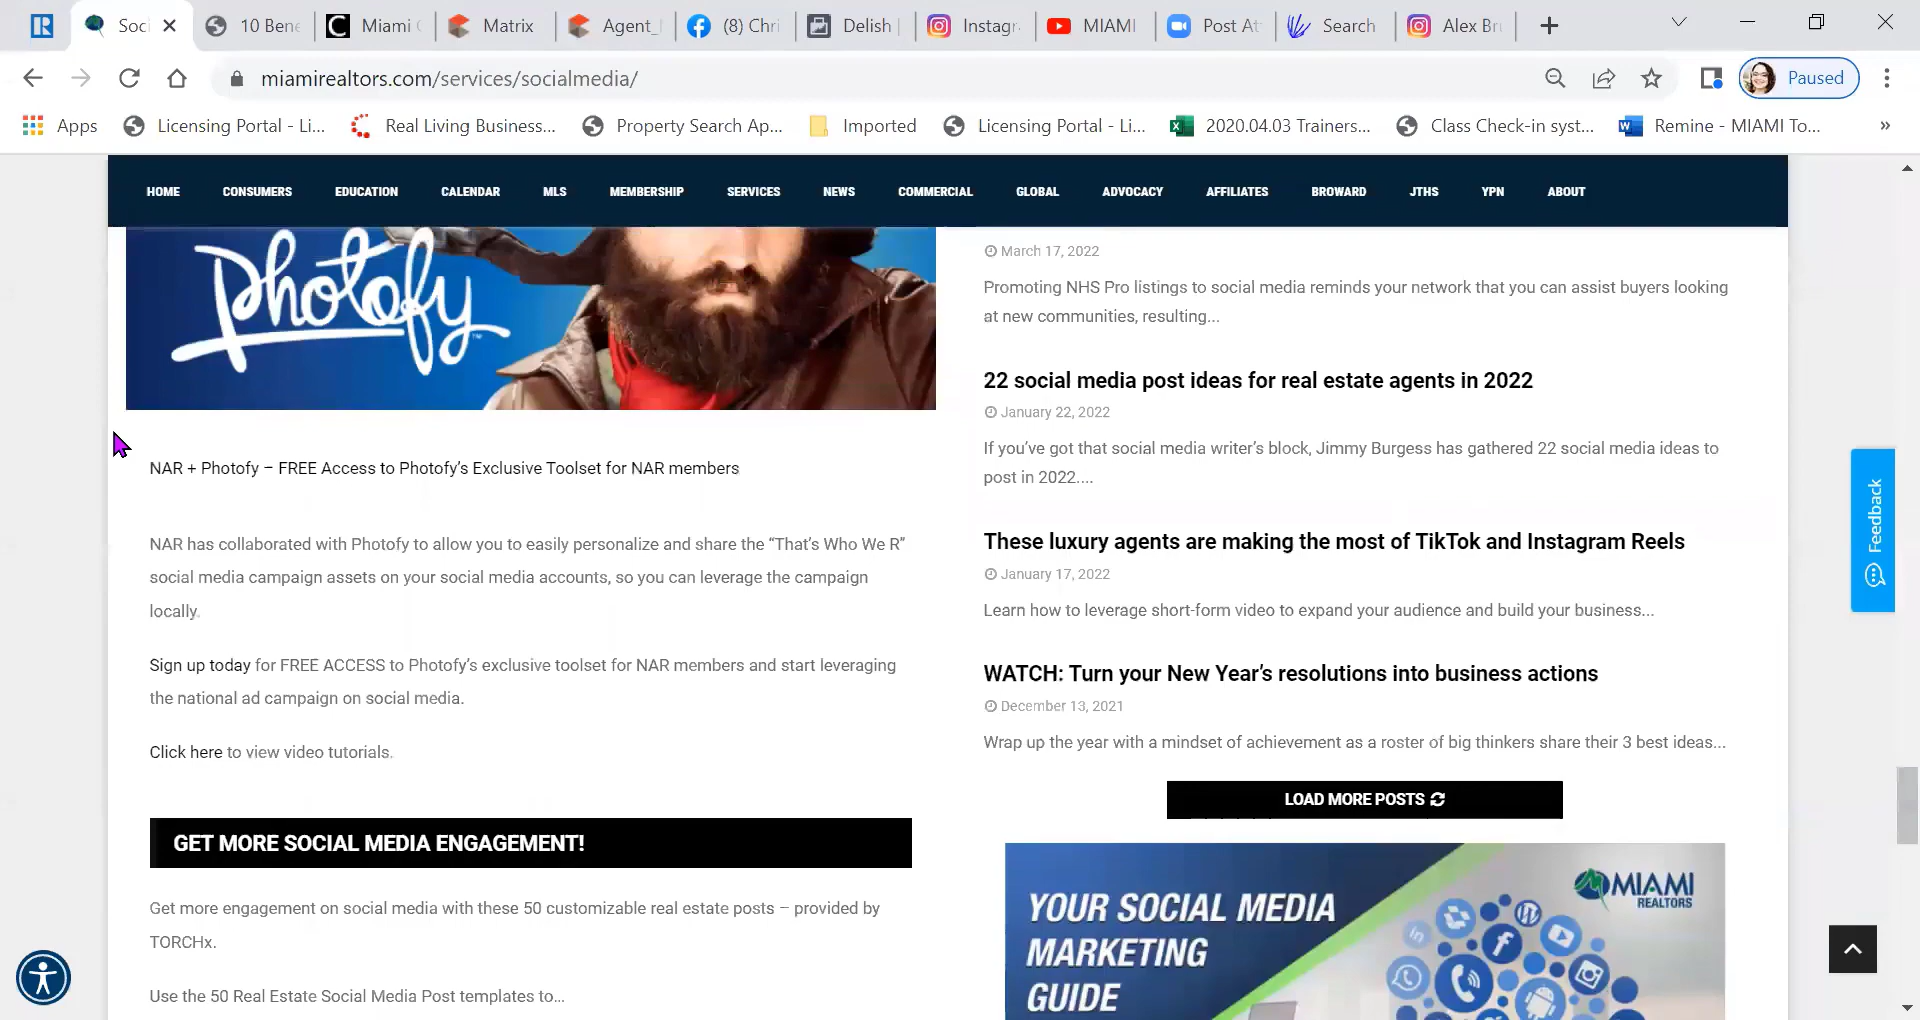 Soci
10 Bene
Miami
Matrix
Agent_
(8) Chri
Delish
Instagr
MIAMI
Post At
Search
Alex Bru
miamirealtors.com/services/socialmedia/
Paused
Apps
Licensing Portal - Li...
Real Living Business...
Property Search Ap...
Imported
Licensing Portal - Li...
2020.04.03 Trainers...
Class Check-in syst...
Remine - MIAMI To...
»
HOME
CONSUMERS
EDUCATION
CALENDAR
MLS
MEMBERSHIP
SERVICES
NEWS
COMMERCIAL
GLOBAL
ADVOCACY
AFFILIATES
BROWARD
JTHS
YPN
ABOUT
photofy
NAR + Photofy – FREE Access to Photofy's Exclusive Toolset for NAR members
NAR has collaborated with Photofy to allow you to easily personalize and share the “That’s Who We R”
social media campaign assets on your social media accounts, so you can leverage the campaign
locally.
Sign up today for FREE ACCESS to Photofy’s exclusive toolset for NAR members and start leveraging
the national ad campaign on social media.
Click here to view video tutorials.
GET MORE SOCIAL MEDIA ENGAGEMENT!
Get more engagement on social media with these 50 customizable real estate posts – provided by
TORCHx.
Use the 50 Real Estate Social Media Post templates to...
March 17, 2022
Promoting NHS Pro listings to social media reminds your network that you can assist buyers looking
at new communities, resulting...
22 social media post ideas for real estate agents in 2022
January 22, 2022
If you’ve got that social media writer’s block, Jimmy Burgess has gathered 22 social media ideas to
post in 2022....
These luxury agents are making the most of TikTok and Instagram Reels
January 17, 2022
Learn how to leverage short-form video to expand your audience and build your business...
WATCH: Turn your New Year’s resolutions into business actions
December 13, 2021
Wrap up the year with a mindset of achievement as a roster of big thinkers share their 3 best ideas...
LOAD MORE POSTS
YOUR SOCIAL MEDIA
MARKETING
GUIDE
MIAMI
REALTORS
Feedback